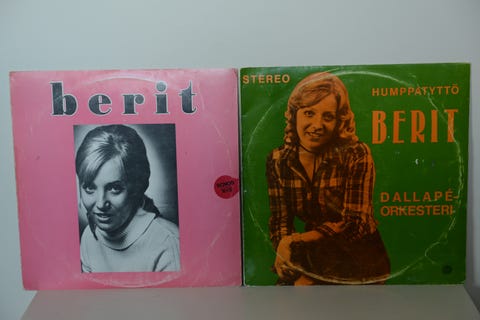 berit
STEREO
HUMPPATYTTÖ
BERIT
DALLAPÉ-
ORKESTERI